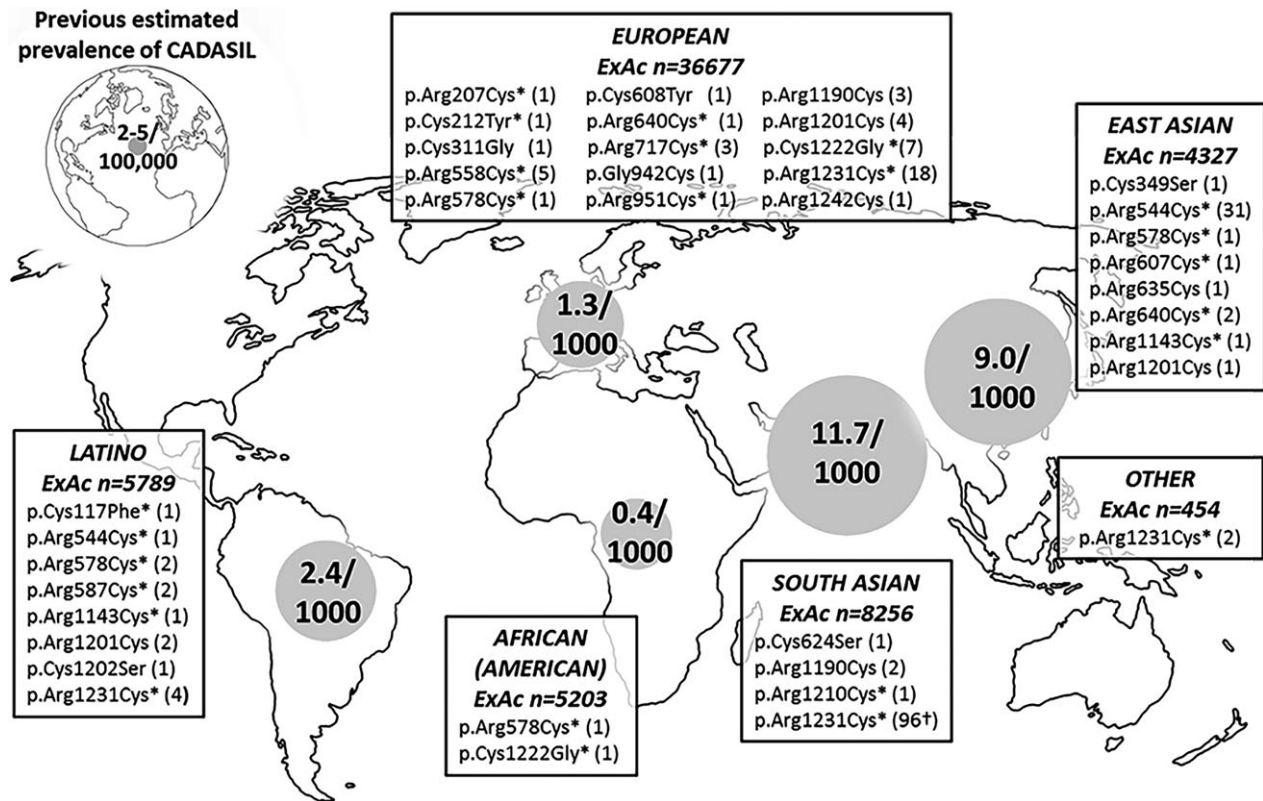 Previous estimated
prevalence of CADASIL
2-5/
100,000
EUROPEAN
ExAc n=36677
p.Arg207Cys* (1) p.Cys608Tyr (1) p.Arg1190Cys (3)
p.Cys212Tyr* (1) p.Arg640Cys* (1) p.Arg1201Cys (4)
p.Cys311Gly (1) p.Arg717Cys* (3) p.Cys1222Gly *(7)
p.Arg558Cys* (5) p.Gly942Cys (1) p.Arg1231Cys* (18)
p.Arg578Cys* (1) p.Arg951Cys* (1) p.Arg1242Cys (1)
EAST ASIAN
ExAc n=4327
p.Cys349Ser (1)
p.Arg544Cys* (31)
p.Arg578Cys* (1)
p.Arg607Cys* (1)
p.Arg635Cys (1)
p.Arg640Cys* (2)
p.Arg1143Cys* (1)
p.Arg1201Cys (1)
1.3/
1000
9.0/
1000
11.7/
1000
0.4/
1000
2.4/
1000
LATINO
ExAc n=5789
p.Cys117Phe* (1)
p.Arg544Cys* (1)
p.Arg578Cys* (2)
p.Arg587Cys* (2)
p.Arg1143Cys* (1)
p.Arg1201Cys (2)
p.Cys1202Ser (1)
p.Arg1231Cys* (4)
AFRICAN
(AMERICAN)
ExAc n=5203
p.Arg578Cys* (1)
p.Cys1222Gly* (1)
SOUTH ASIAN
ExAc n=8256
p.Cys624Ser (1)
p.Arg1190Cys (2)
p.Arg1210Cys* (1)
p.Arg1231Cys* (96†)
OTHER
ExAc n=454
p.Arg1231Cys* (2)